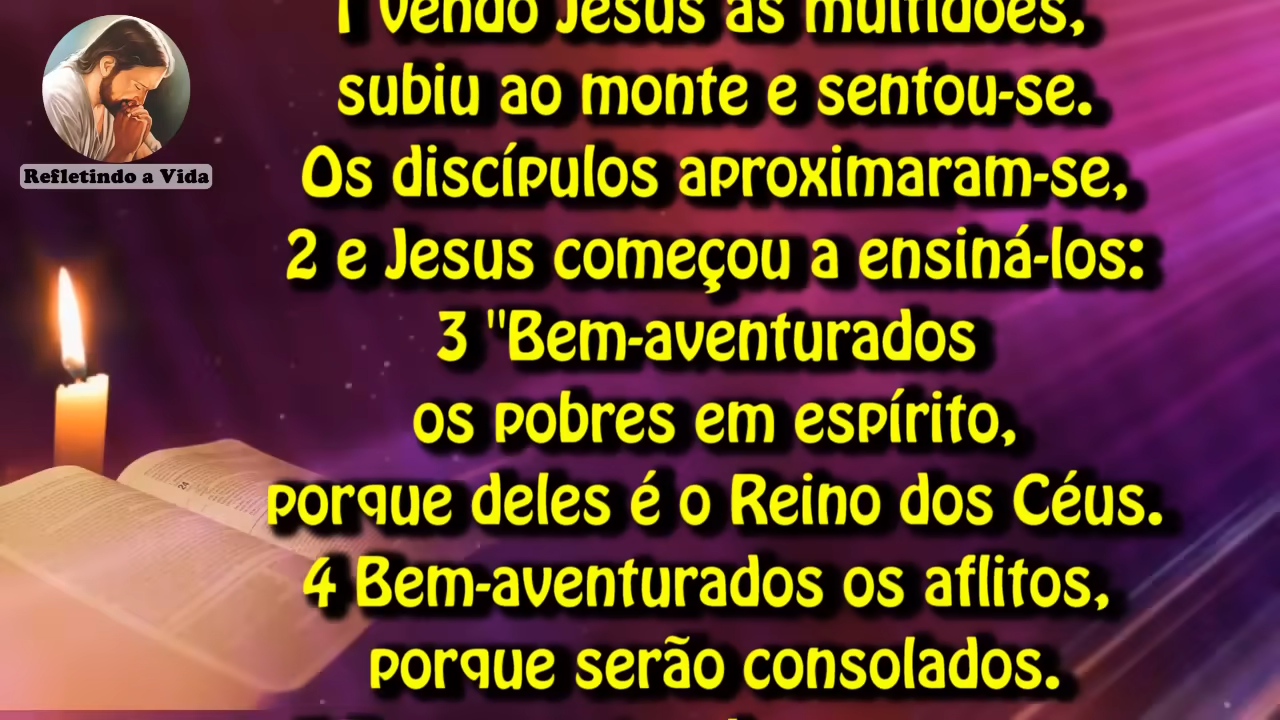 Refletindo a Vida
1 vendo Jesus as multidões,
subiu ao monte e sentou-se.
Os discípulos aproximaram-se,
2 e Jesus começou a ensiná-los:
3 "Bem-aventurados
os pobres em espírito,
porque deles é o Reino dos Céus.
4 Bem-aventurados os aflitos,
porque serão consolados.